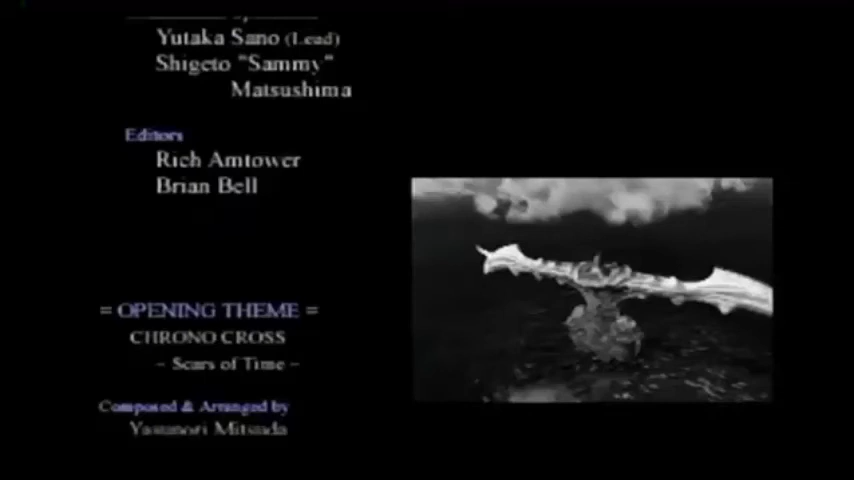 Yutaka Sano (Lead)
Shigeto "Sammy"
Matsushima
Editors
Rich Amtower
Brian Bell
= OPENING THEME =
CHRONO CROSS
~ Scars of Time ~
Composed & Arranged by
Yasunori Mitsuda